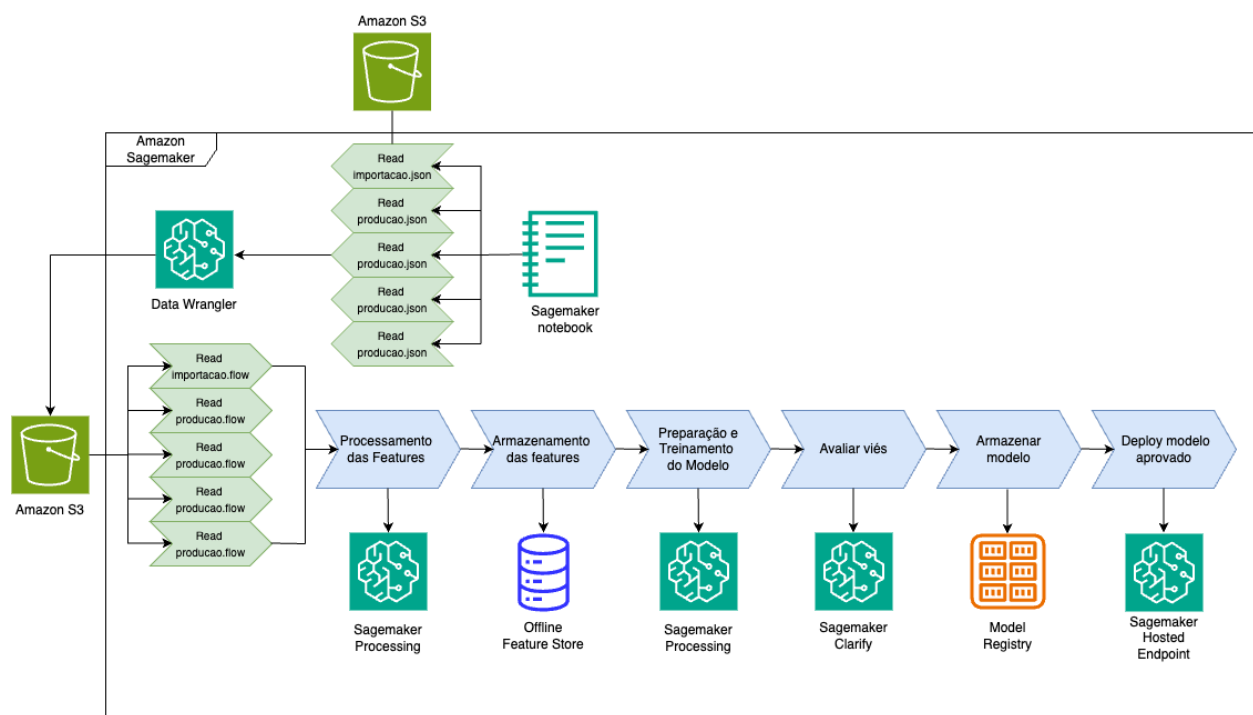 Amazon S3
Amazon
Sagemaker
Read
importacao.json
Read
producao.json
Read
producao.json
Read
producao.json
Read
producao.json
Data Wrangler
Sagemaker
notebook
Read
importacao.flow
Read
producao.flow
Read
producao.flow
Read
producao.flow
Read
producao.flow
Amazon S3
Processamento
das Features
Armazenamento
das features
Preparação e
Treinamento
do Modelo
Avaliar viés
Armazenar
modelo
Deploy modelo
aprovado
Sagemaker
Processing
Offline
Feature Store
Sagemaker
Processing
Sagemaker
Clarify
Model
Registry
Sagemaker
Hosted
Endpoint